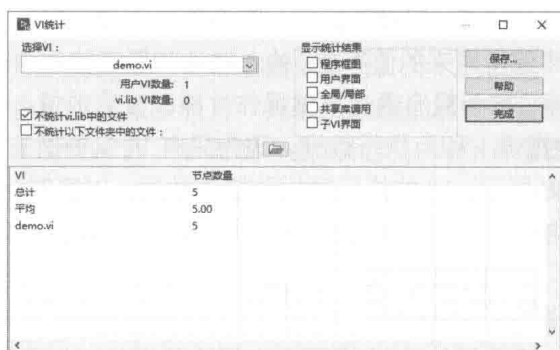 VI统计
选择VI：
demo.vi
用户VI数量: 1
vi.lib VI数量: 0
不统计vi.lib中的文件
不统计以下文件夹中的文件：
显示统计结果
程序框图
用户界面
全局/局部
共享库调用
子VI界面
保存...
帮助
完成
VI 节点数量
总计 5
平均 5.00
demo.vi 5